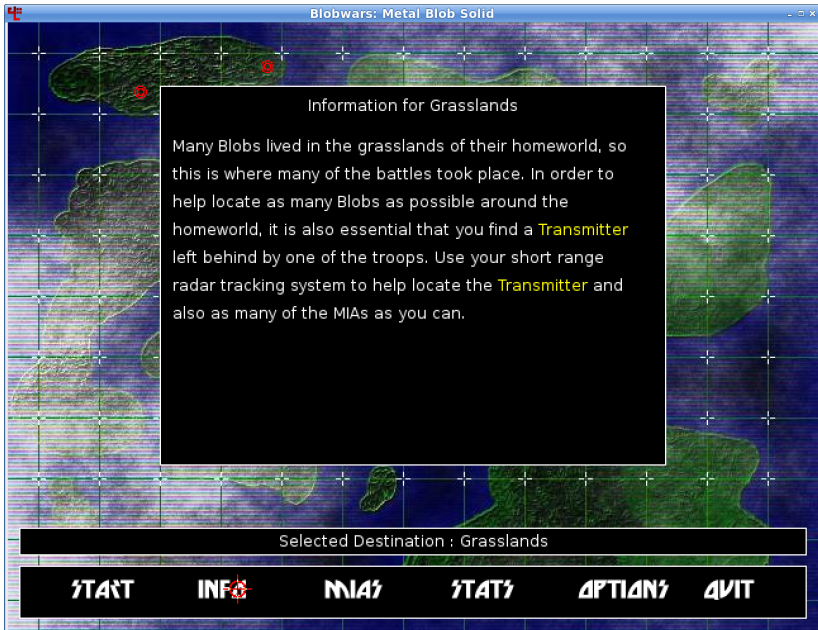 Blobwars: Metal Blob Solid
Information for Grasslands
Many Blobs lived in the grasslands of their homeworld, so
this is where many of the battles took place. In order to
help locate as many Blobs as possible around the
homeworld, it is also essential that you find a Transmitter
left behind by one of the troops. Use your short range
radar tracking system to help locate the Transmitter and
also as many of the MIAs as you can.
Selected Destination : Grasslands
START INFO MIAS STATS OPTIONS QUIT